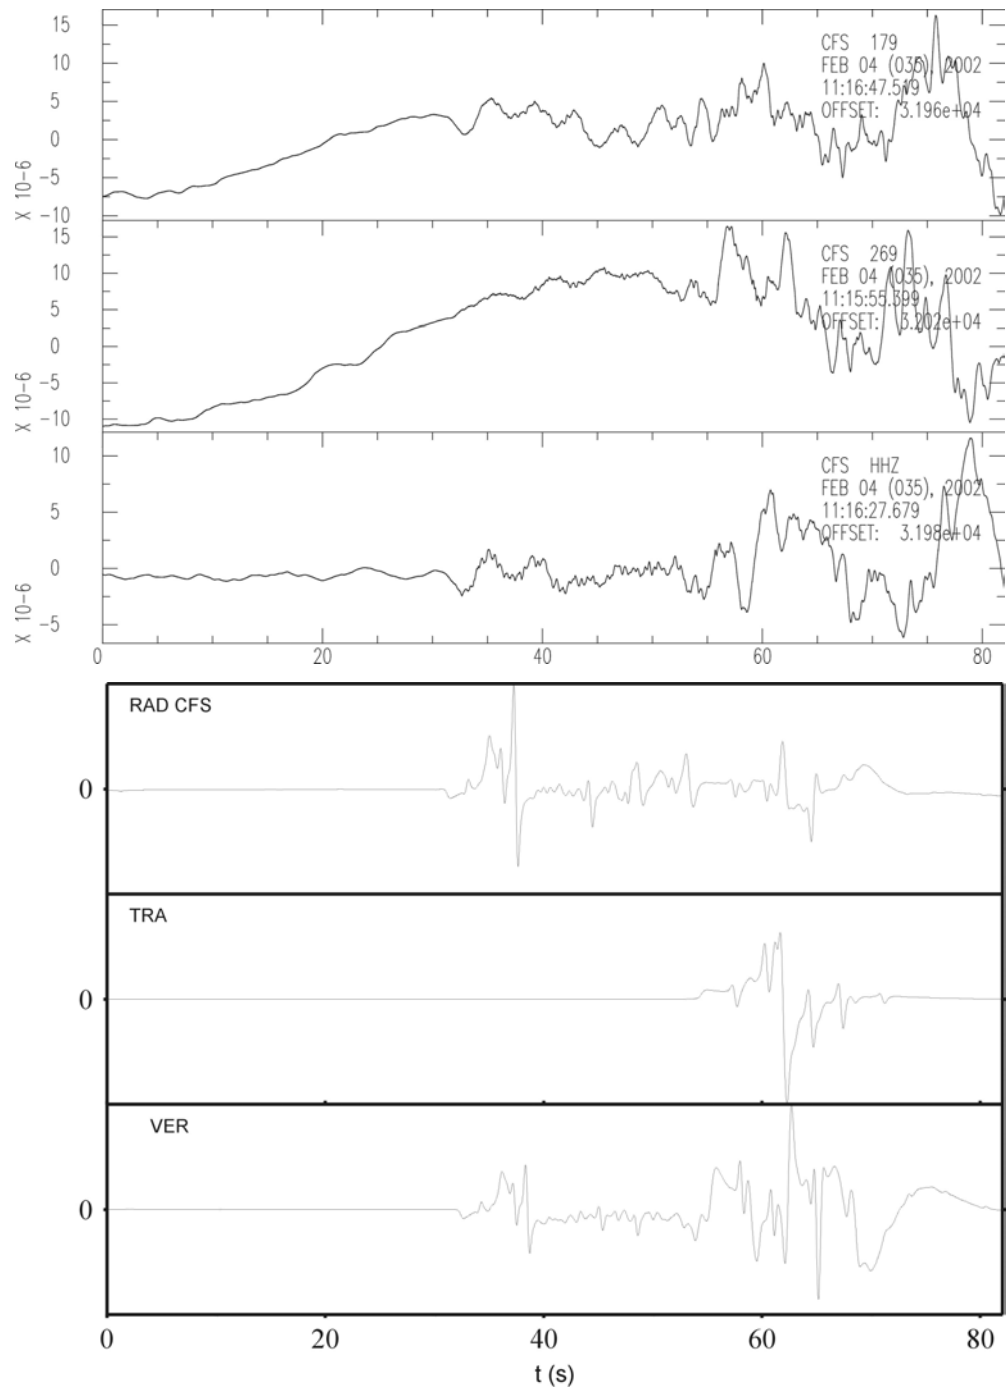 15
10
5
0
-5
-10
X 10-6
CFS 179
FEB 04 (035), 2002
11:16:47.519
OFFSET: 3.196e+04
15
10
5
0
-5
-10
X 10-6
CFS 269
FEB 04 (035), 2002
11:15:55.399
OFFSET: 3.202e+04
10
5
0
-5
X 10-6
CFS HHZ
FEB 04 (035), 2002
11:16:27.679
OFFSET: 3.198e+04
0 20 40 60 80
RAD CFS
0
TRA
0
VER
0
0 20 40 60 80
t (s)